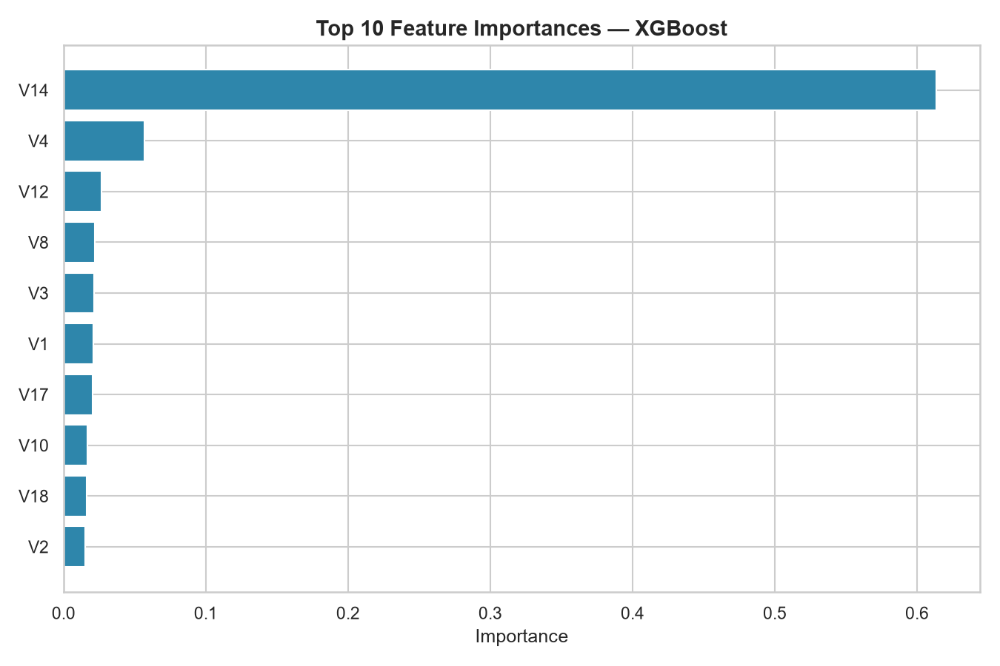 Top 10 Feature Importances — XGBoost
V14
V4
V12
V8
V3
V1
V17
V10
V18
V2
0.0 0.1 0.2 0.3 0.4 0.5 0.6
Importance